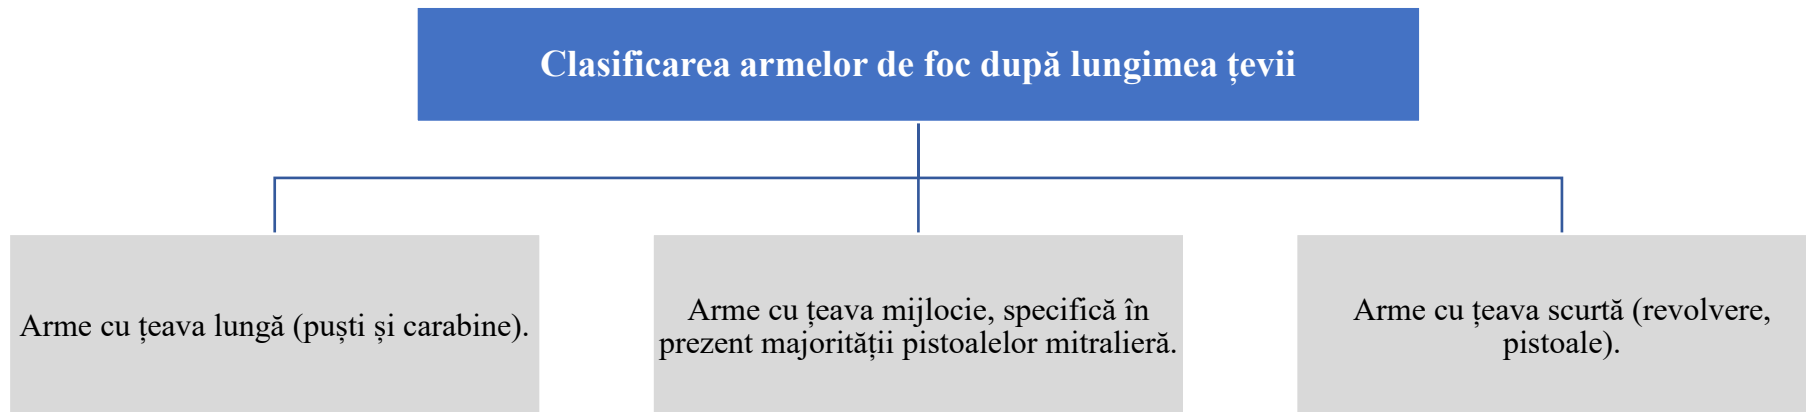 Clasificarea armelor de foc după lungimea țevii
Arme cu țeava lungă (puști și carabine).
Arme cu țeava mijlocie, specifică în
prezent majorității pistoalelor mitralieră.
Arme cu țeava scurtă (revolvere,
pistoale).